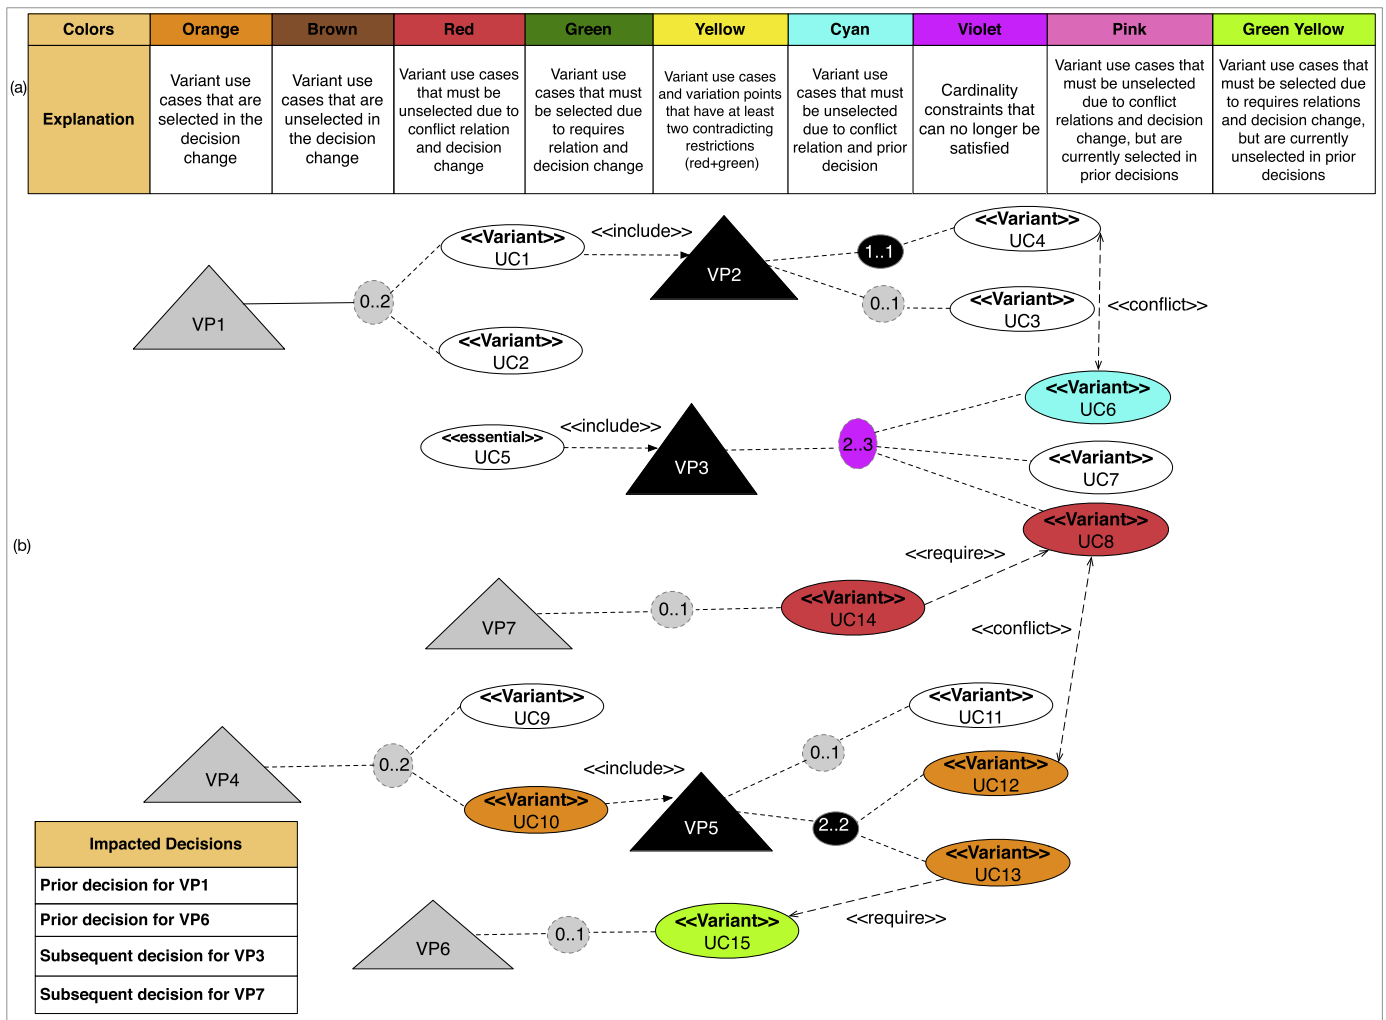 (a)
Colors
Orange
Brown
Red
Green
Yellow
Cyan
Violet
Pink
Green Yellow
Explanation
Variant use
cases that are
selected in the
decision
change
Variant use
cases that are
unselected in
the decision
change
Variant use cases
that must be
unselected due to
conflict relation
and decision
change
Variant use
cases that must
be selected due
to requires
relation and
decision change
Variant use cases
and variation points
that have at least
two contradicting
restrictions
(red+green)
Variant use
cases that must
be unselected
due to conflict
relation and prior
decision
Cardinality
constraints that
can no longer be
satisfied
Variant use cases that
must be unselected
due to conflict
relations and decision
change, but are
currently selected in
prior decisions
Variant use cases that
must be selected due
to requires relations
and decision change,
but are currently
unselected in prior
decisions
(b)
VP1
0..2
<<Variant>>
UC1
<<Variant>>
UC2
<<include>>
VP2
1..1
0..1
<<Variant>>
UC4
<<Variant>>
UC3
<<conflict>>
<<essential>>
UC5
<<include>>
VP3
2..3
<<Variant>>
UC6
<<Variant>>
UC7
<<Variant>>
UC8
<<require>>
VP7
0..1
<<Variant>>
UC14
<<conflict>>
VP4
0..2
<<Variant>>
UC9
<<Variant>>
UC10
<<include>>
VP5
0..1
2..2
<<Variant>>
UC11
<<Variant>>
UC12
<<Variant>>
UC13
<<require>>
VP6
0..1
<<Variant>>
UC15
Impacted Decisions
Prior decision for VP1
Prior decision for VP6
Subsequent decision for VP3
Subsequent decision for VP7